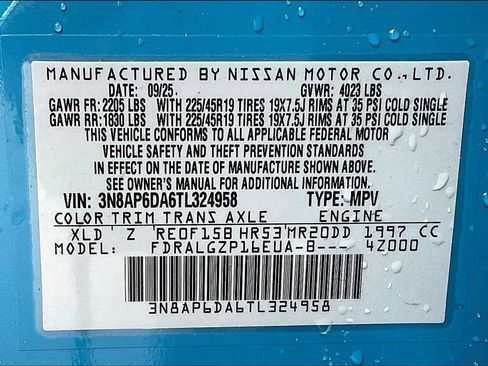 MANUFACTURED BY NISSAN MOTOR CO.,LTD.
DATE: 09/25. GVWR: 4023 LBS
GAWR FR: 2205 LBS WITH 225/45R19 TIRES 19X7.5J RIMS AT 35 PSI COLD SINGLE
GAWR RR: 1830 LBS WITH 225/45R19 TIRES 19X7.5J RIMS AT 35 PSI COLD SINGLE
THIS VEHICLE CONFORMS TO ALL APPLICABLE FEDERAL MOTOR
VEHICLE SAFETY AND THEFT PREVENTION STANDARDS
IN EFFECT ON THE DATE OF MANUFACTURE SHOWN ABOVE.
SEE OWNER'S MANUAL FOR ADDITIONAL INFORMATION.
VIN: 3N8AP6DA6TL324958 TYPE: MPV
COLOR TRIM TRANS AXLE ENGINE
XLD' Z 'RE0F15B HR53'MR20DD 1997 CC
MODEL: FDRALGZP16EUA-B--- 4Z000
3N8AP6DA6TL324958